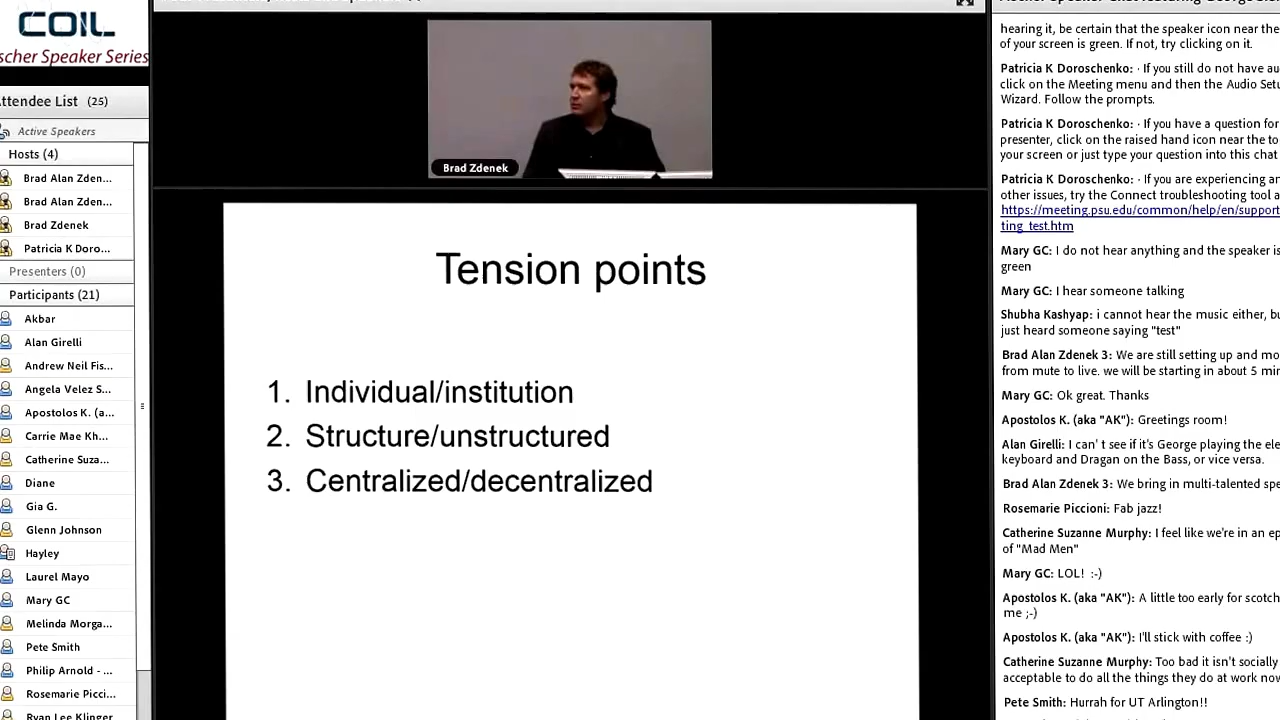 COIL
scher Speaker Series
Attendee List (25)
Active Speakers
Hosts (4)
Brad Alan Zden...
Brad Alan Zden...
Brad Zdenek
Patricia K Doro...
Presenters (0)
Participants (21)
Akbar
Alan Girelli
Andrew Neil Fis...
Angela Velez S...
Apostolos K. (a...
Carrie Mae Kh...
Catherine Suza...
Diane
Gia G.
Glenn Johnson
Hayley
Laurel Mayo
Mary GC
Melinda Morga...
Pete Smith
Philip Arnold - ...
Rosemarie Picci...
Ryan Lee Klinger
Brad Zdenek
Tension points
1. Individual/institution
2. Structure/unstructured
3. Centralized/decentralized
hearing it, be certain that the speaker icon near the
of your screen is green. If not, try clicking on it.
Patricia K Doroschenko: · If you still do not have au
click on the Meeting menu and then the Audio Setu
Wizard. Follow the prompts.
Patricia K Doroschenko: · If you have a question for
presenter, click on the raised hand icon near the to
your screen or just type your question into this chat
Patricia K Doroschenko: · If you are experiencing an
other issues, try the Connect troubleshooting tool a
https://meeting.psu.edu/common/help/en/support
ting_test.htm
Mary GC: I do not hear anything and the speaker is
green
Mary GC: I hear someone talking
Shubha Kashyap: i cannot hear the music either, bu
just heard someone saying "test"
Brad Alan Zdenek 3: We are still setting up and mo
from mute to live. we will be starting in about 5 min
Mary GC: Ok great. Thanks
Apostolos K. (aka "AK"): Greetings room!
Alan Girelli: I can' t see if it's George playing the ele
keyboard and Dragan on the Bass, or vice versa.
Brad Alan Zdenek 3: We bring in multi-talented spe
Rosemarie Piccioni: Fab jazz!
Catherine Suzanne Murphy: I feel like we're in an ep
of "Mad Men"
Mary GC: LOL! :-)
Apostolos K. (aka "AK"): A little too early for scotch
me ;-)
Apostolos K. (aka "AK"): I'll stick with coffee :)
Catherine Suzanne Murphy: Too bad it isn't socially
acceptable to do all the things they do at work now
Pete Smith: Hurrah for UT Arlington!!